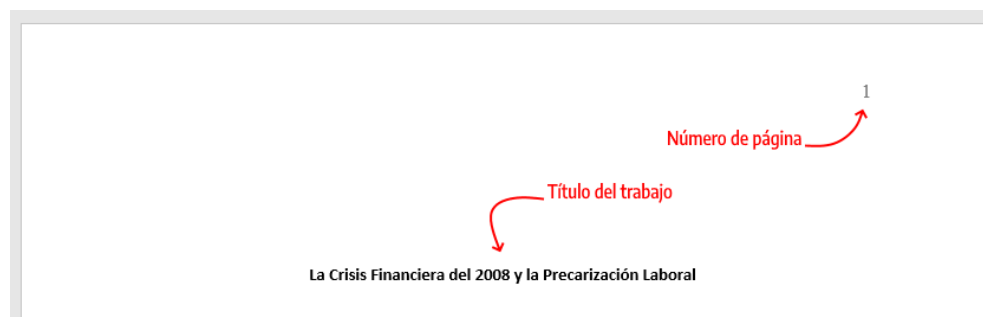 1
Número de página
Título del trabajo
La Crisis Financiera del 2008 y la Precarización Laboral